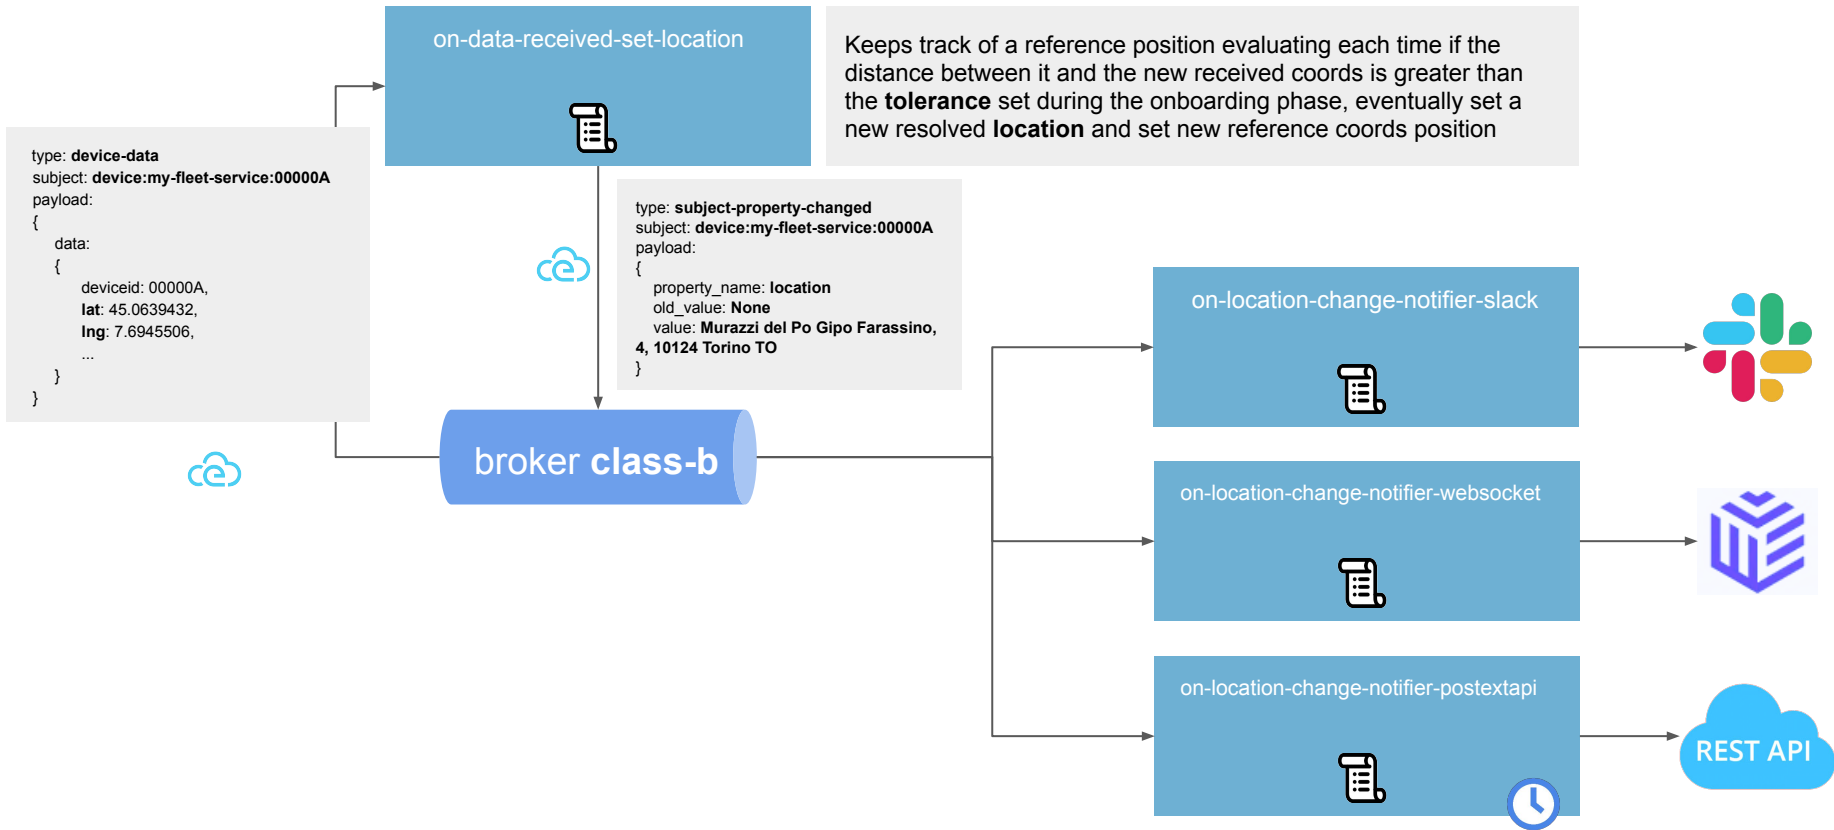 on-data-received-set-location
Keeps track of a reference position evaluating each time if the
distance between it and the new received coords is greater than
the tolerance set during the onboarding phase, eventually set a
new resolved location and set new reference coords position
type: device-data
subject: device:my-fleet-service:00000A
payload:
{
data:
{
deviceid: 00000A,
lat: 45.0639432,
lng: 7.6945506,
...
}
}
type: subject-property-changed
subject: device:my-fleet-service:00000A
payload:
{
property_name: location
old_value: None
value: Murazzi del Po Gipo Farassino,
4, 10124 Torino TO
}
broker class-b
on-location-change-notifier-slack
on-location-change-notifier-websocket
on-location-change-notifier-postextapi
REST API